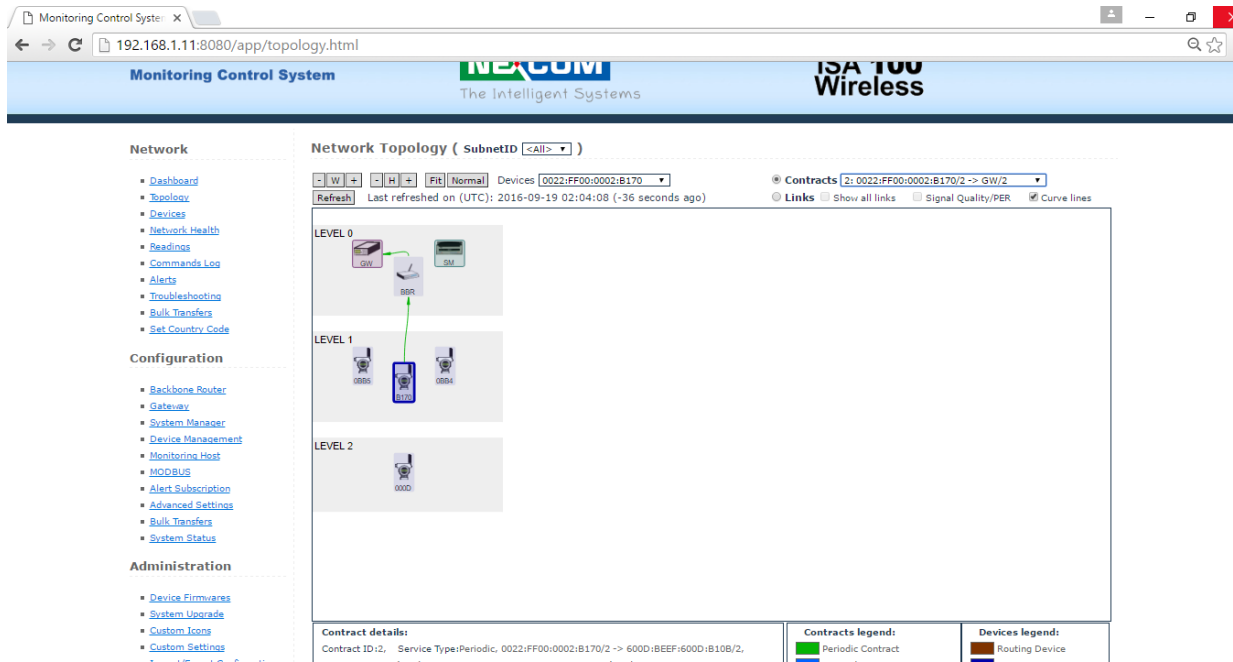 Monitoring Control System
192.168.1.11:8080/app/topology.html
Monitoring Control System
NEXCOM
The Intelligent Systems
ISA 100
Wireless
Network
Dashboard
Topology
Devices
Network Health
Readings
Commands Log
Alerts
Troubleshooting
Bulk Transfers
Set Country Code
Configuration
Backbone Router
Gateway
System Manager
Device Management
Monitoring Host
MODBUS
Alert Subscription
Advanced Settings
Bulk Transfers
System Status
Administration
Device Firmwares
System Upgrade
Custom Icons
Custom Settings
Network Topology ( SubnetID <All> )
- W + - H + Fit Normal Devices 0022:FF00:0002:B170
Contracts 2: 0022:FF00:0002:B170/2 -> GW/2
Refresh Last refreshed on (UTC): 2016-09-19 02:04:08 (-36 seconds ago)
Links Show all links Signal Quality/PER Curve lines
LEVEL 0
GW SM
BBR
LEVEL 1
0BB5 0BB4
B170
LEVEL 2
000D
Contract details:
Contract ID:2, Service Type:Periodic, 0022:FF00:0002:B170/2 -> 600D:BEEF:600D:B10B/2,
Contracts legend:
Periodic Contract
Devices legend:
Routing Device